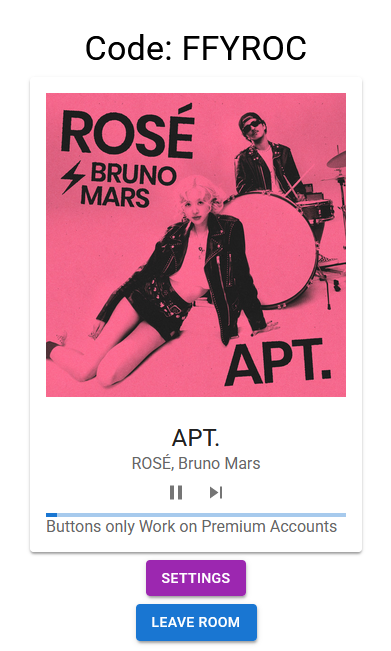 Code: FFYROC
ROSÉ
BRUNO
MARS
APT.
APT.
ROSÉ, Bruno Mars
Buttons only Work on Premium Accounts
SETTINGS
LEAVE ROOM